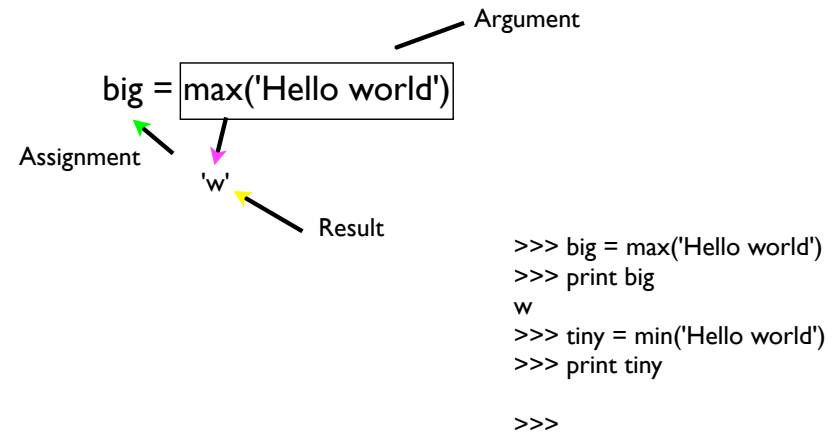 Argument
big = max('Hello world')
Assignment
'w'
Result
>>> big = max('Hello world')
>>> print big
w
>>> tiny = min('Hello world')
>>> print tiny
>>>